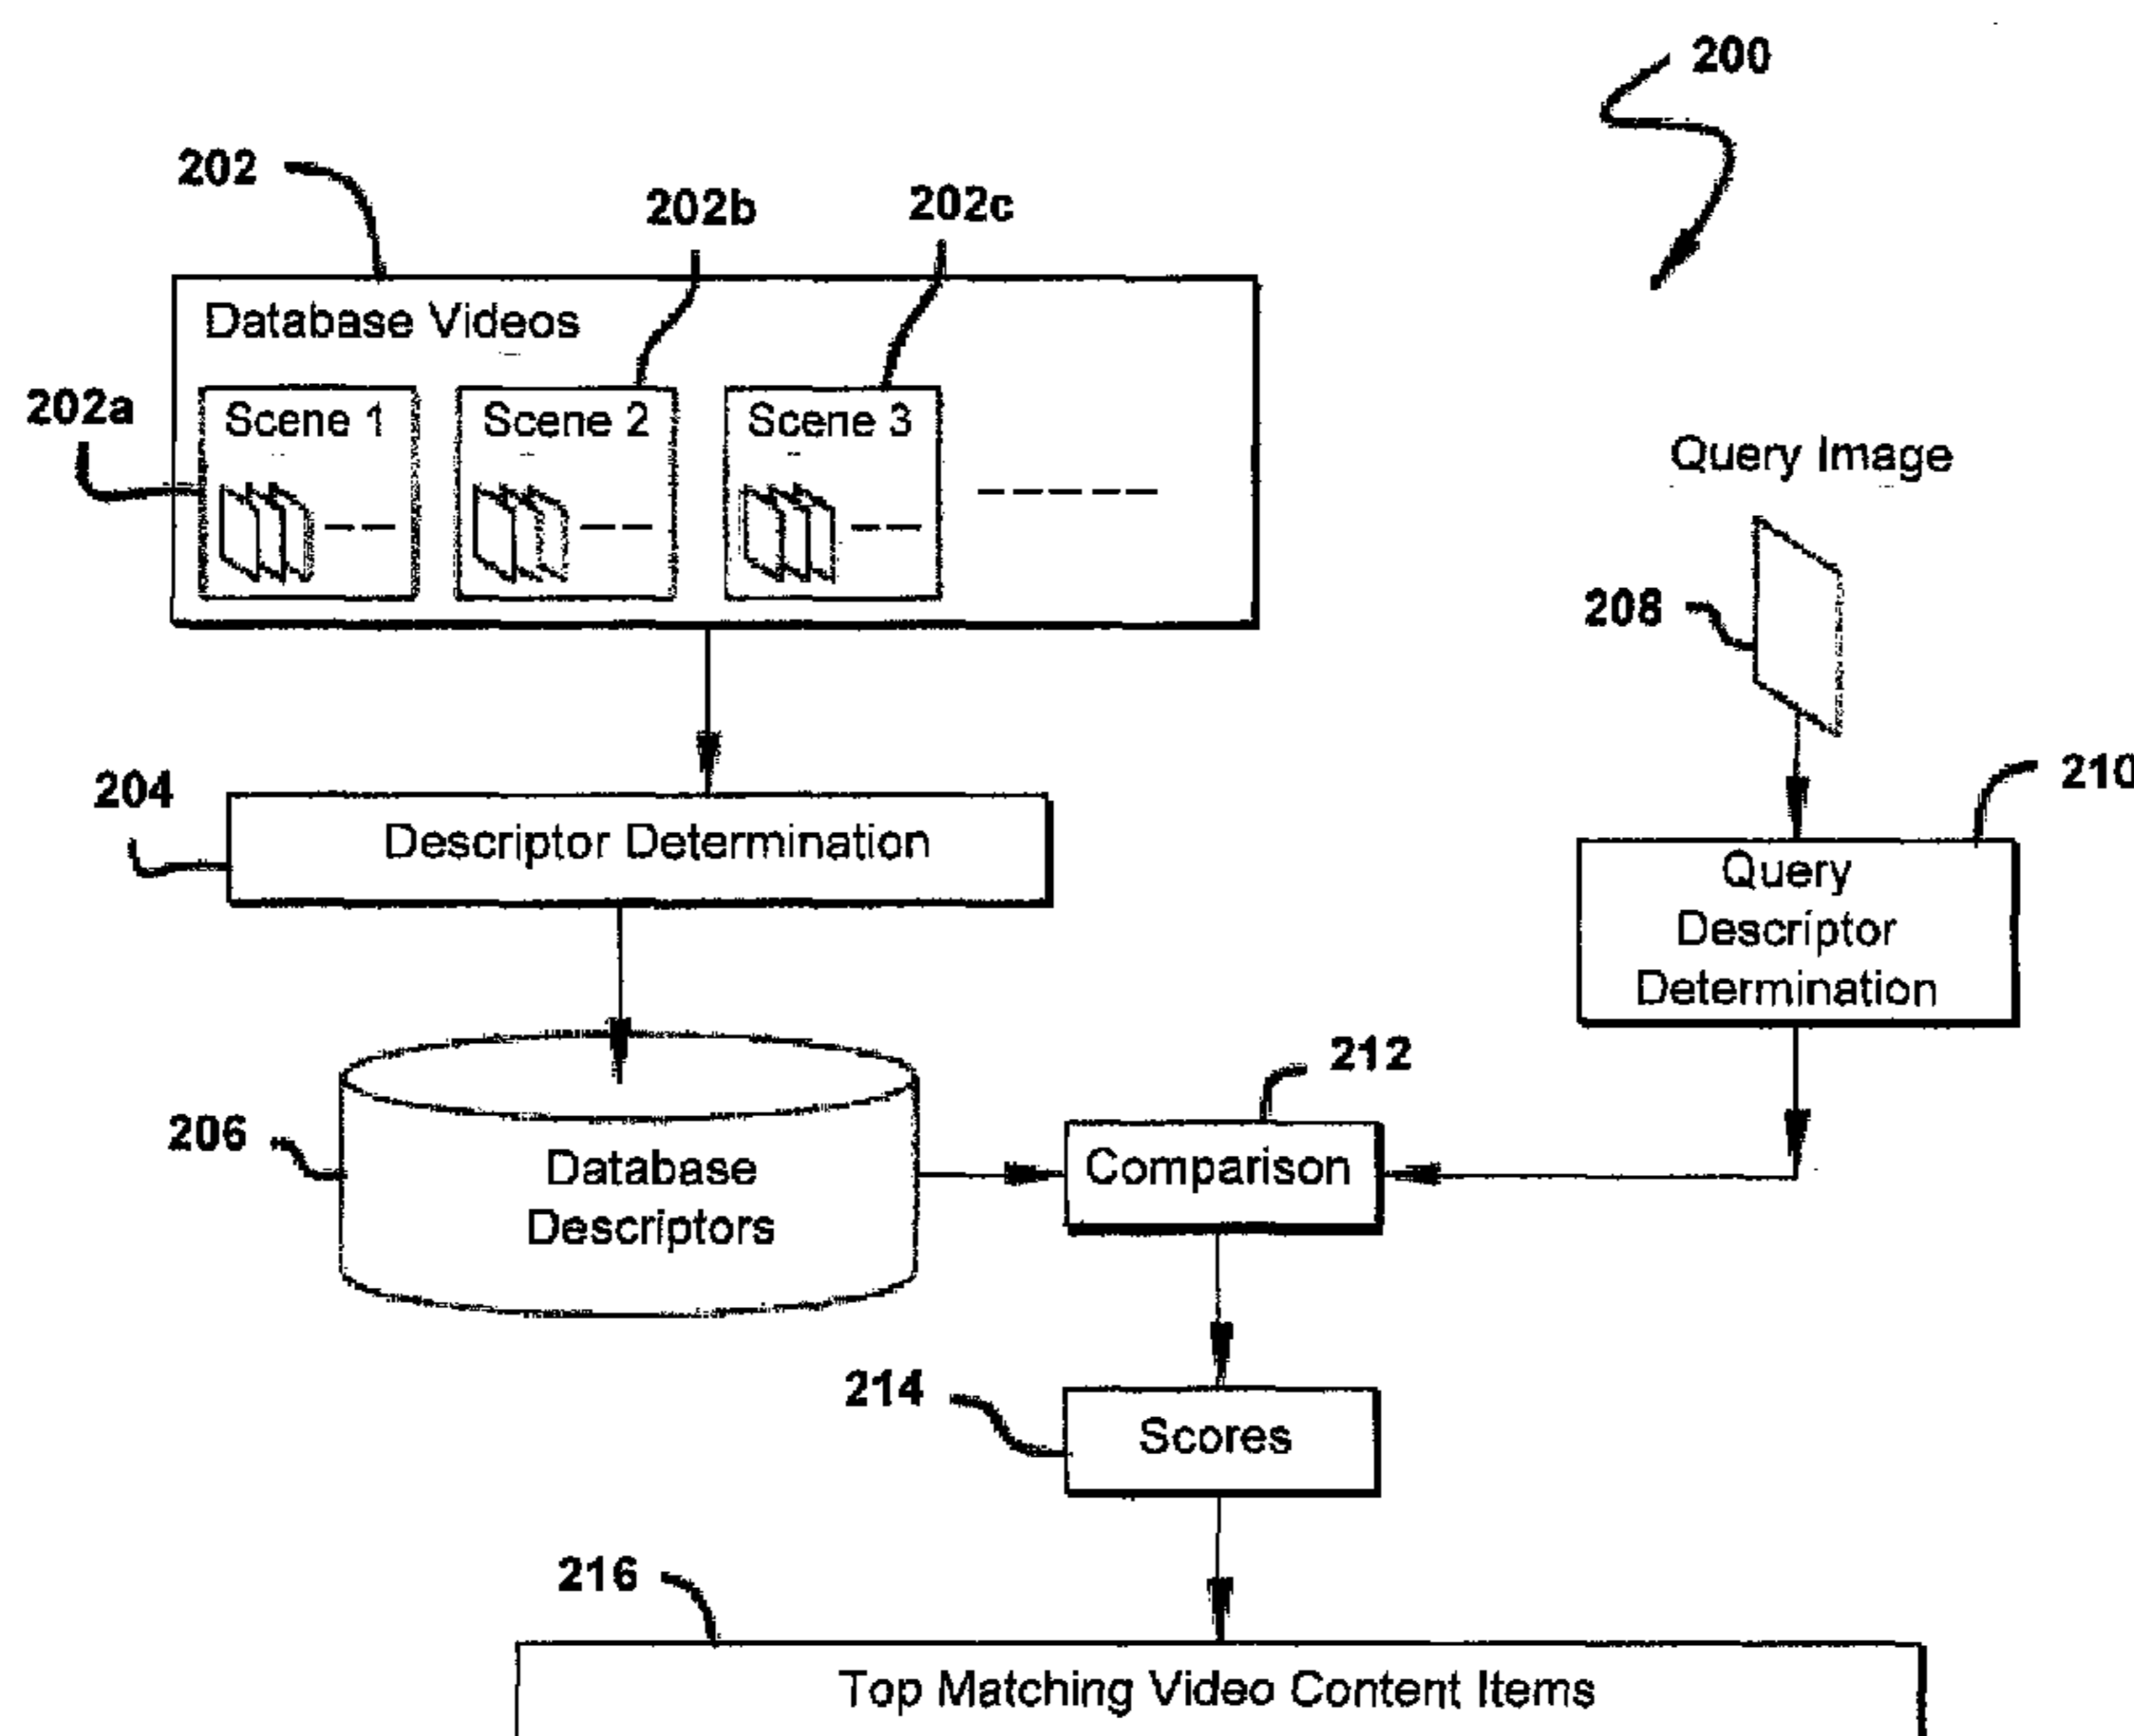 200
202
202b
202c
Database Videos
202a
Scene 1
Scene 2
Scene 3
Query Image
208
204
210
Descriptor Determination
Query
Descriptor
Determination
212
206
Database
Descriptors
Comparison
214
Scores
216
Top Matching Video Content Items